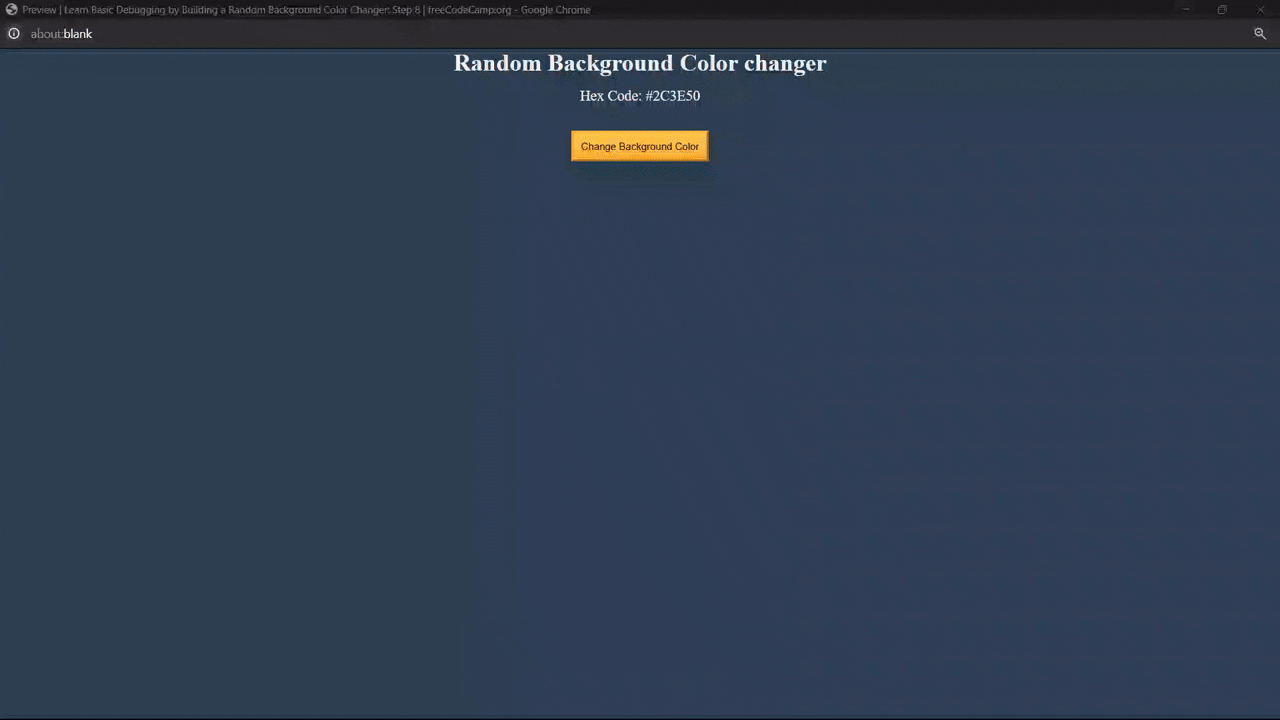 Preview | Learn Basic Debugging by Building a Random Background Color Changer: Step 8 | freeCodeCamp.org - Google Chrome
about:blank
Random Background Color changer
Hex Code: #2C3E50
Change Background Color